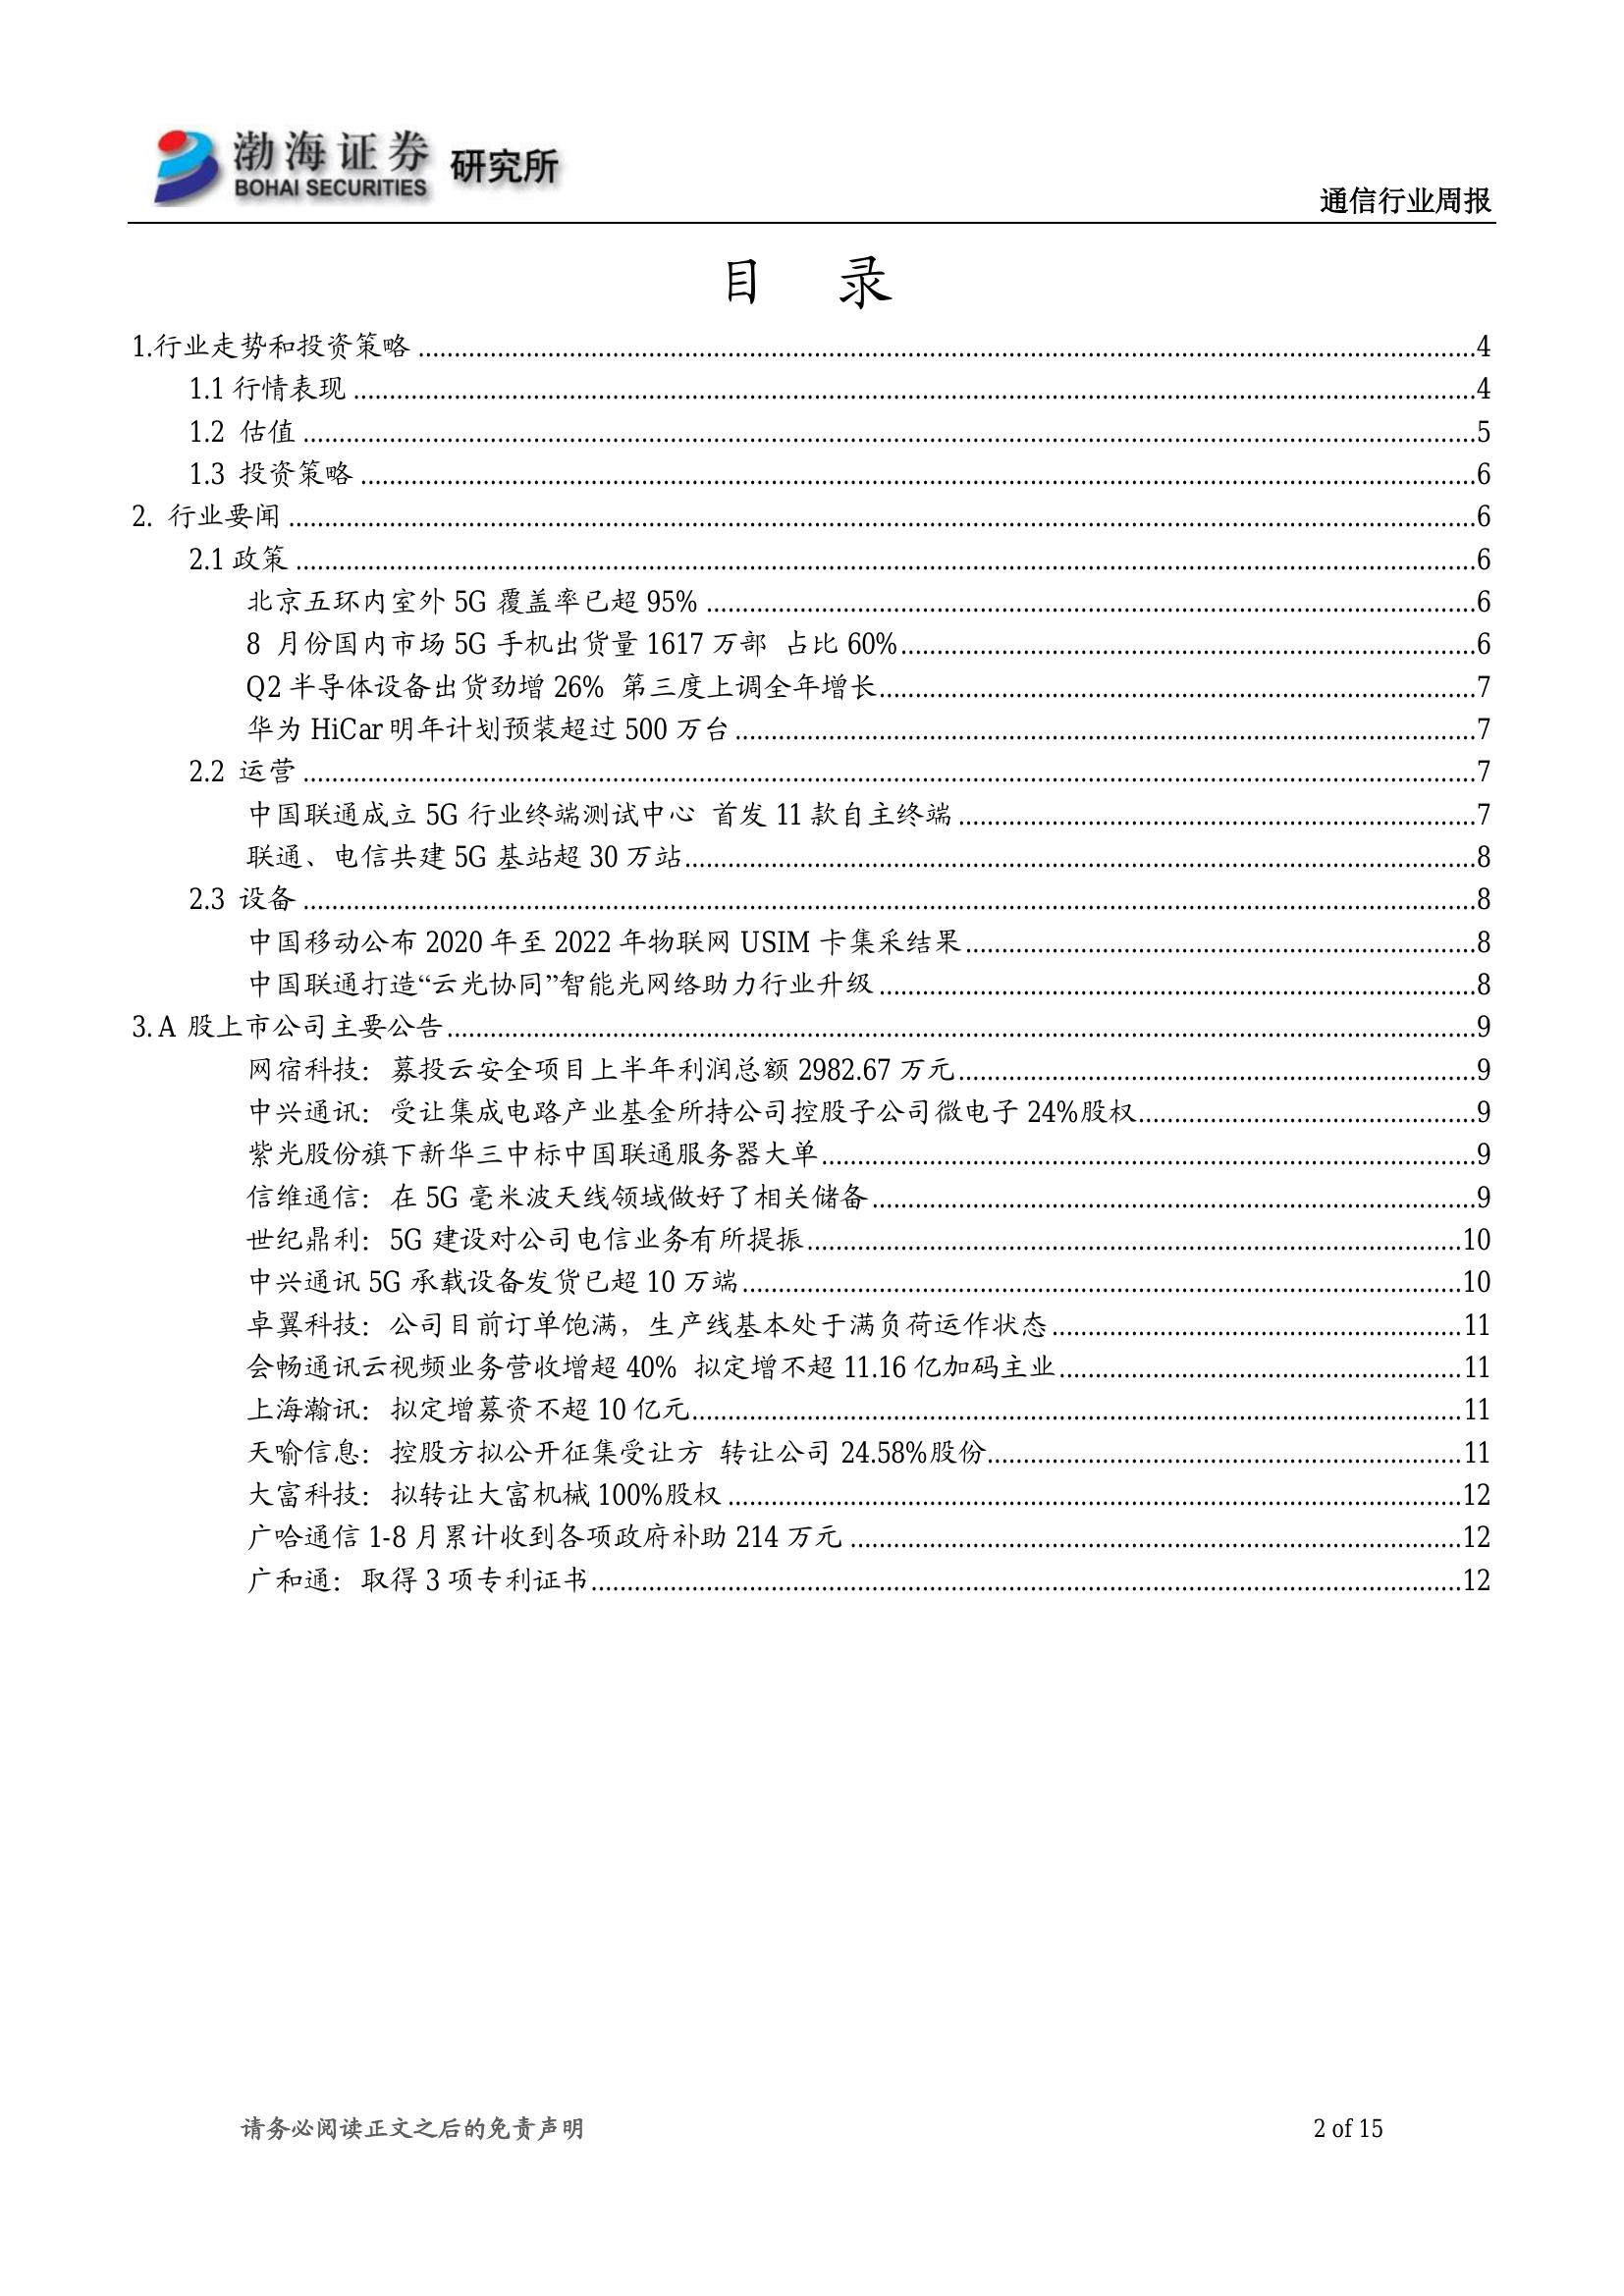 渤海证券 研究所
BOHAI SECURITIES
通信行业周报
目 录
1.行业走势和投资策略 ........ 4
1.1 行情表现 ........ 4
1.2 估值 ........ 5
1.3 投资策略 ........ 6
2. 行业要闻 ........ 6
2.1 政策 ........ 6
北京五环内室外 5G 覆盖率已超 95% ........ 6
8 月份国内市场 5G 手机出货量 1617 万部 占比 60% ........ 6
Q2 半导体设备出货劲增 26% 第三度上调全年增长 ........ 7
华为 HiCar 明年计划预装超过 500 万台 ........ 7
2.2 运营 ........ 7
中国联通成立 5G 行业终端测试中心 首发 11 款自主终端 ........ 7
联通、电信共建 5G 基站超 30 万站 ........ 8
2.3 设备 ........ 8
中国移动公布 2020 年至 2022 年物联网 USIM 卡集采结果 ........ 8
中国联通打造“云光协同”智能光网络助力行业升级 ........ 8
3. A 股上市公司主要公告 ........ 9
网宿科技：募投云安全项目上半年利润总额 2982.67 万元 ........ 9
中兴通讯：受让集成电路产业基金所持公司控股子公司微电子 24%股权 ........ 9
紫光股份旗下新华三中标中国联通服务器大单 ........ 9
信维通信：在 5G 毫米波天线领域做好了相关储备 ........ 9
世纪鼎利：5G 建设对公司电信业务有所提振 ........ 10
中兴通讯 5G 承载设备发货已超 10 万端 ........ 10
卓翼科技：公司目前订单饱满，生产线基本处于满负荷运作状态 ........ 11
会畅通讯云视频业务营收增超 40% 拟定增不超 11.16 亿加码主业 ........ 11
上海瀚讯：拟定增募资不超 10 亿元 ........ 11
天喻信息：控股方拟公开征集受让方 转让公司 24.58%股份 ........ 11
大富科技：拟转让大富机械 100%股权 ........ 12
广哈通信 1-8 月累计收到各项政府补助 214 万元 ........ 12
广和通：取得 3 项专利证书 ........ 12
请务必阅读正文之后的免责声明
2 of 15